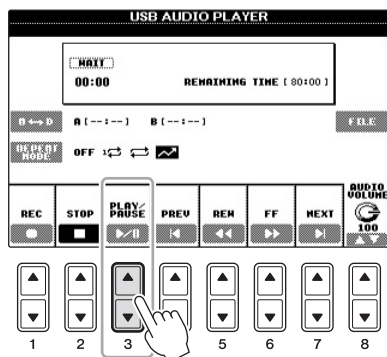 USB AUDIO PLAYER
WAIT
00:00 REMAINING TIME [ 80:00 ]
A [ --:-- ] B [ --:-- ]
FILE
REPEAT MODE OFF 1
AUDIO VOLUME
REC STOP PLAY/PAUSE PREV REW FF NEXT
100
1 2 3 5 6 7 8